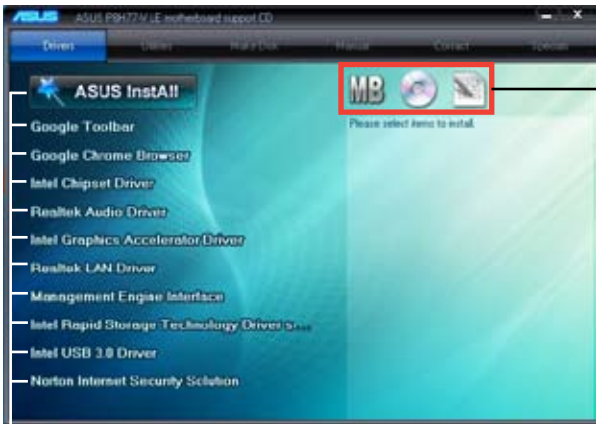 ASUS ASUS P8H77-V LE motherboard support CD
Drivers Utilities Make Disk Manual Contact Specials
ASUS InstAll
MB
Please select items to install.
Google Toolbar
Google Chrome Browser
Intel Chipset Driver
Realtek Audio Driver
Intel Graphics Accelerator Driver
Realtek LAN Driver
Management Engine Interface
Intel Rapid Storage Technology Driver s...
Intel USB 3.0 Driver
Norton Internet Security Solution